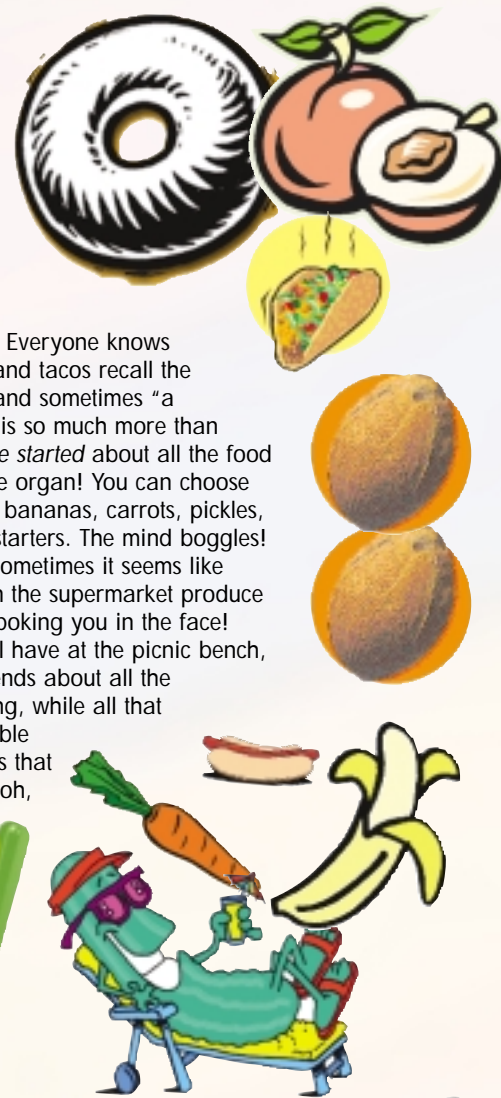 Everyone knows
and tacos recall the
and sometimes “a
is so much more than
e started about all the food
e organ! You can choose
bananas, carrots, pickles,
starters. The mind boggles!
ometimes it seems like
n the supermarket produce
ooking you in the face!
l have at the picnic bench,
ends about all the
ng, while all that
ble
s that
oh,